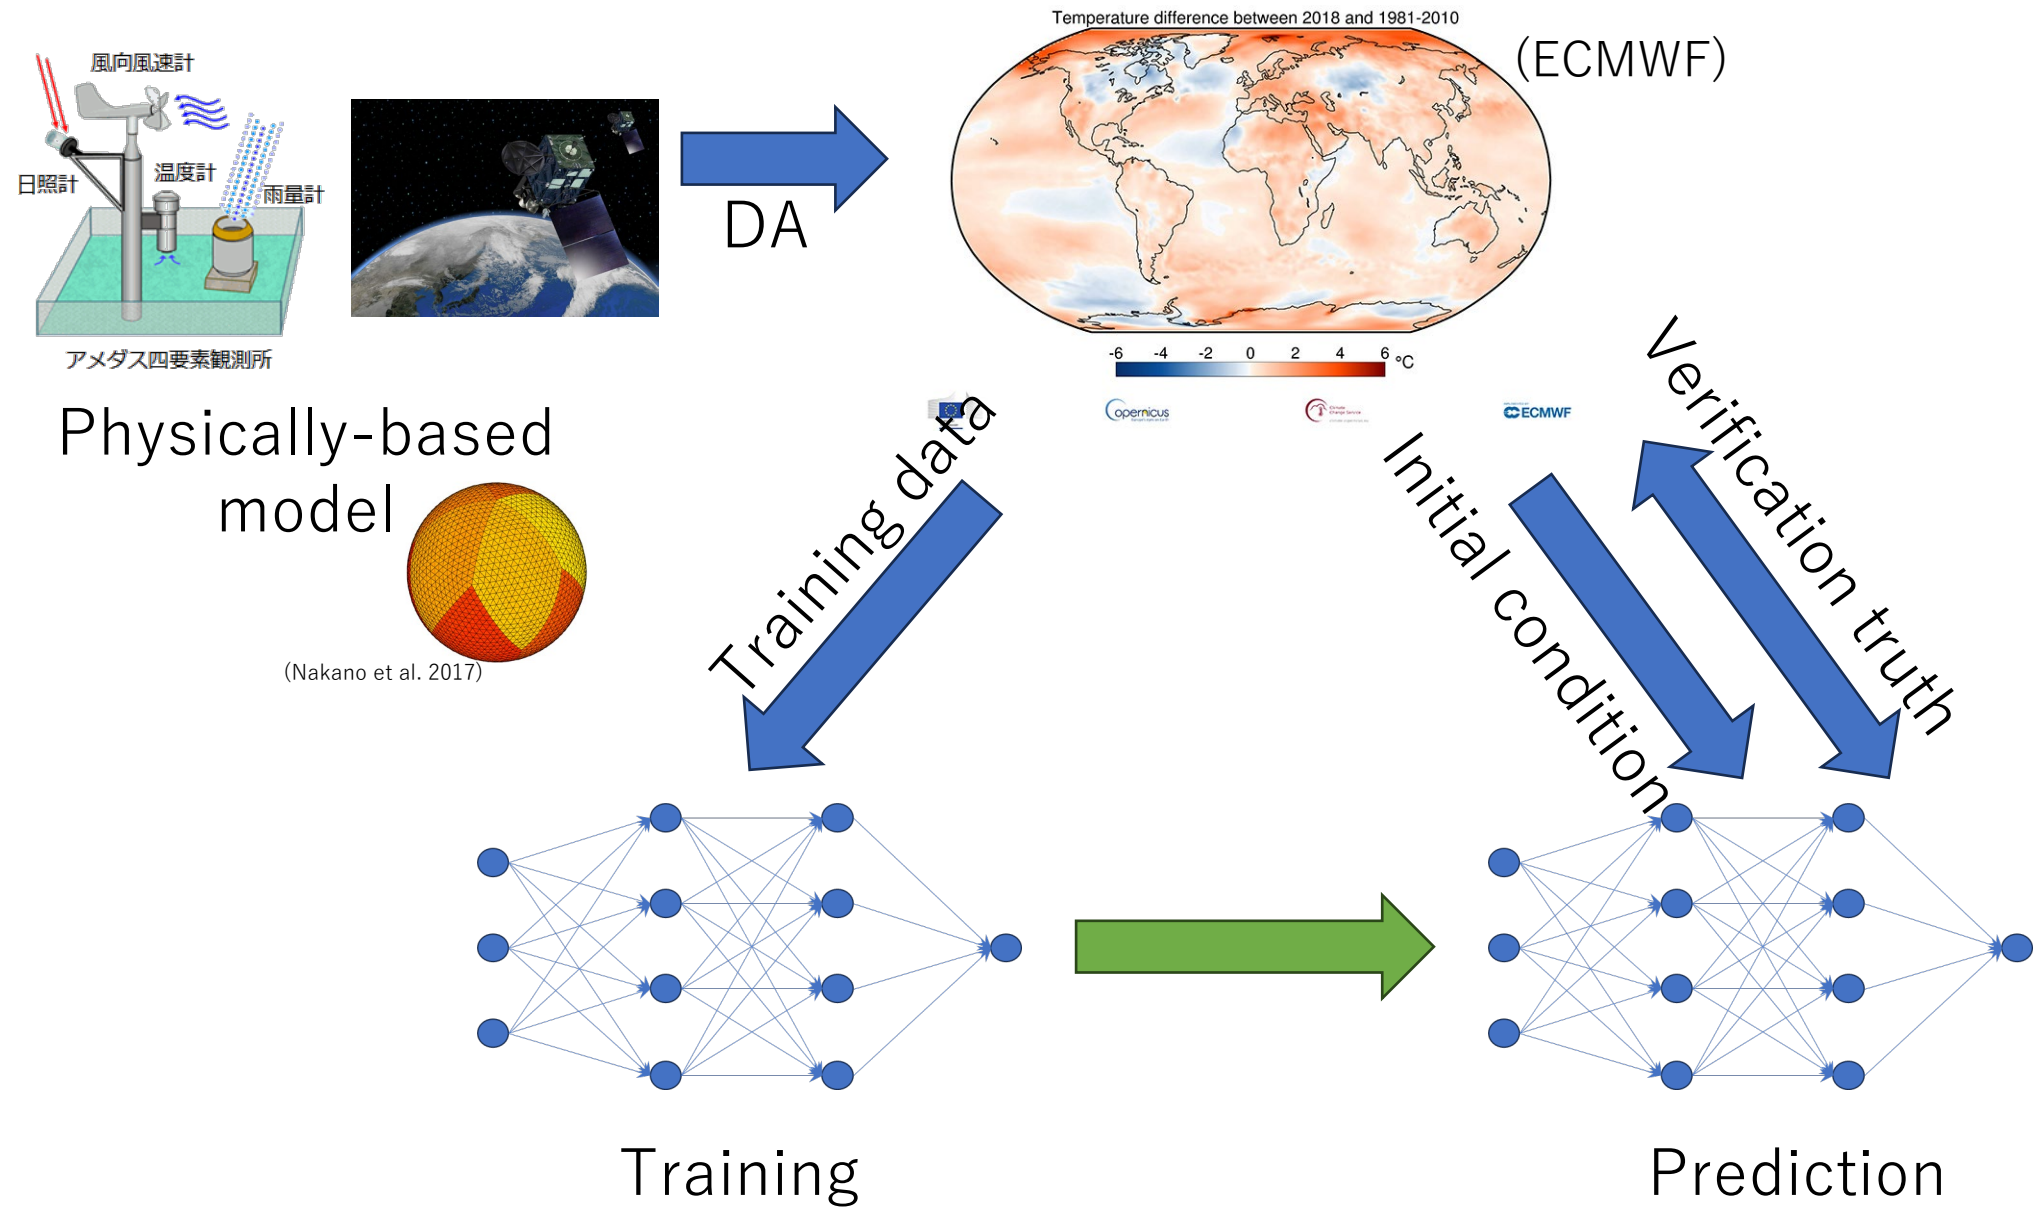 Temperature difference between 2018 and 1981-2010
(ECMWF)
風向風速計
日照計
温度計
雨量計
アメダス四要素観測所
DA
-6 -4 -2 0 2 4 6 °C
opernicus
Climate
Change Service
ECMWF
Physically-based
model
(Nakano et al. 2017)
Training data
Initial condition
Verification truth
Training
Prediction